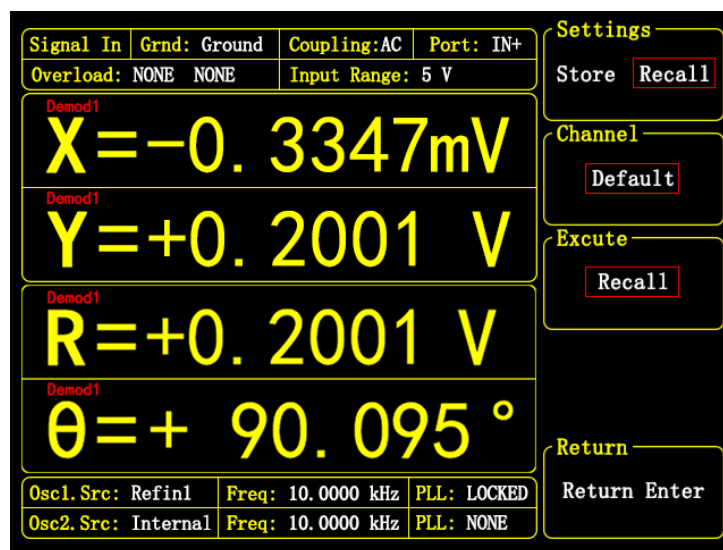 Signal In Grnd: Ground Coupling:AC Port: IN+
Overload: NONE NONE Input Range: 5 V
Demod1
X=-0.3347mV
Demod1
Y=+0.2001 V
Demod1
R=+0.2001 V
Demod1
θ=+ 90.095°
Osc1.Src: Refin1 Freq: 10.0000 kHz PLL: LOCKED
Osc2.Src: Internal Freq: 10.0000 kHz PLL: NONE
Settings
Store Recall
Channel
Default
Excute
Recall
Return
Return Enter